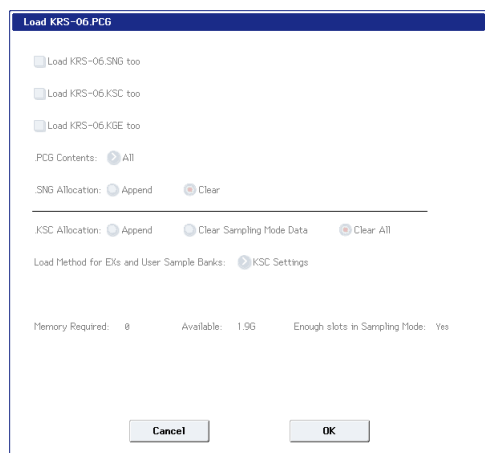 Load KRS-06.PCG
Load KRS-06.SNG too
Load KRS-06.KSC too
Load KRS-06.KGE too
.PCG Contents: All
.SNG Allocation: Append Clear
.KSC Allocation: Append Clear Sampling Mode Data Clear All
Load Method for EXs and User Sample Banks: KSC Settings
Memory Required: 0 Available: 1.9G Enough slots in Sampling Mode: Yes
Cancel OK